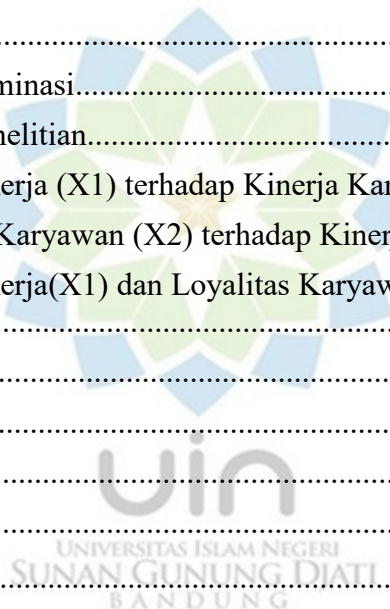 ..............................................
minasi..................................
nelitian.................................
erja (X1) terhadap Kinerja Kar
Karyawan (X2) terhadap Kiner
erja(X1) dan Loyalitas Karyaw
..............................................
..............................................
..............................................
..............................................
..............................................
..............................................
uin
UNIVERSITAS ISLAM NEGERI
SUNAN GUNUNG DJATI
BANDUNG